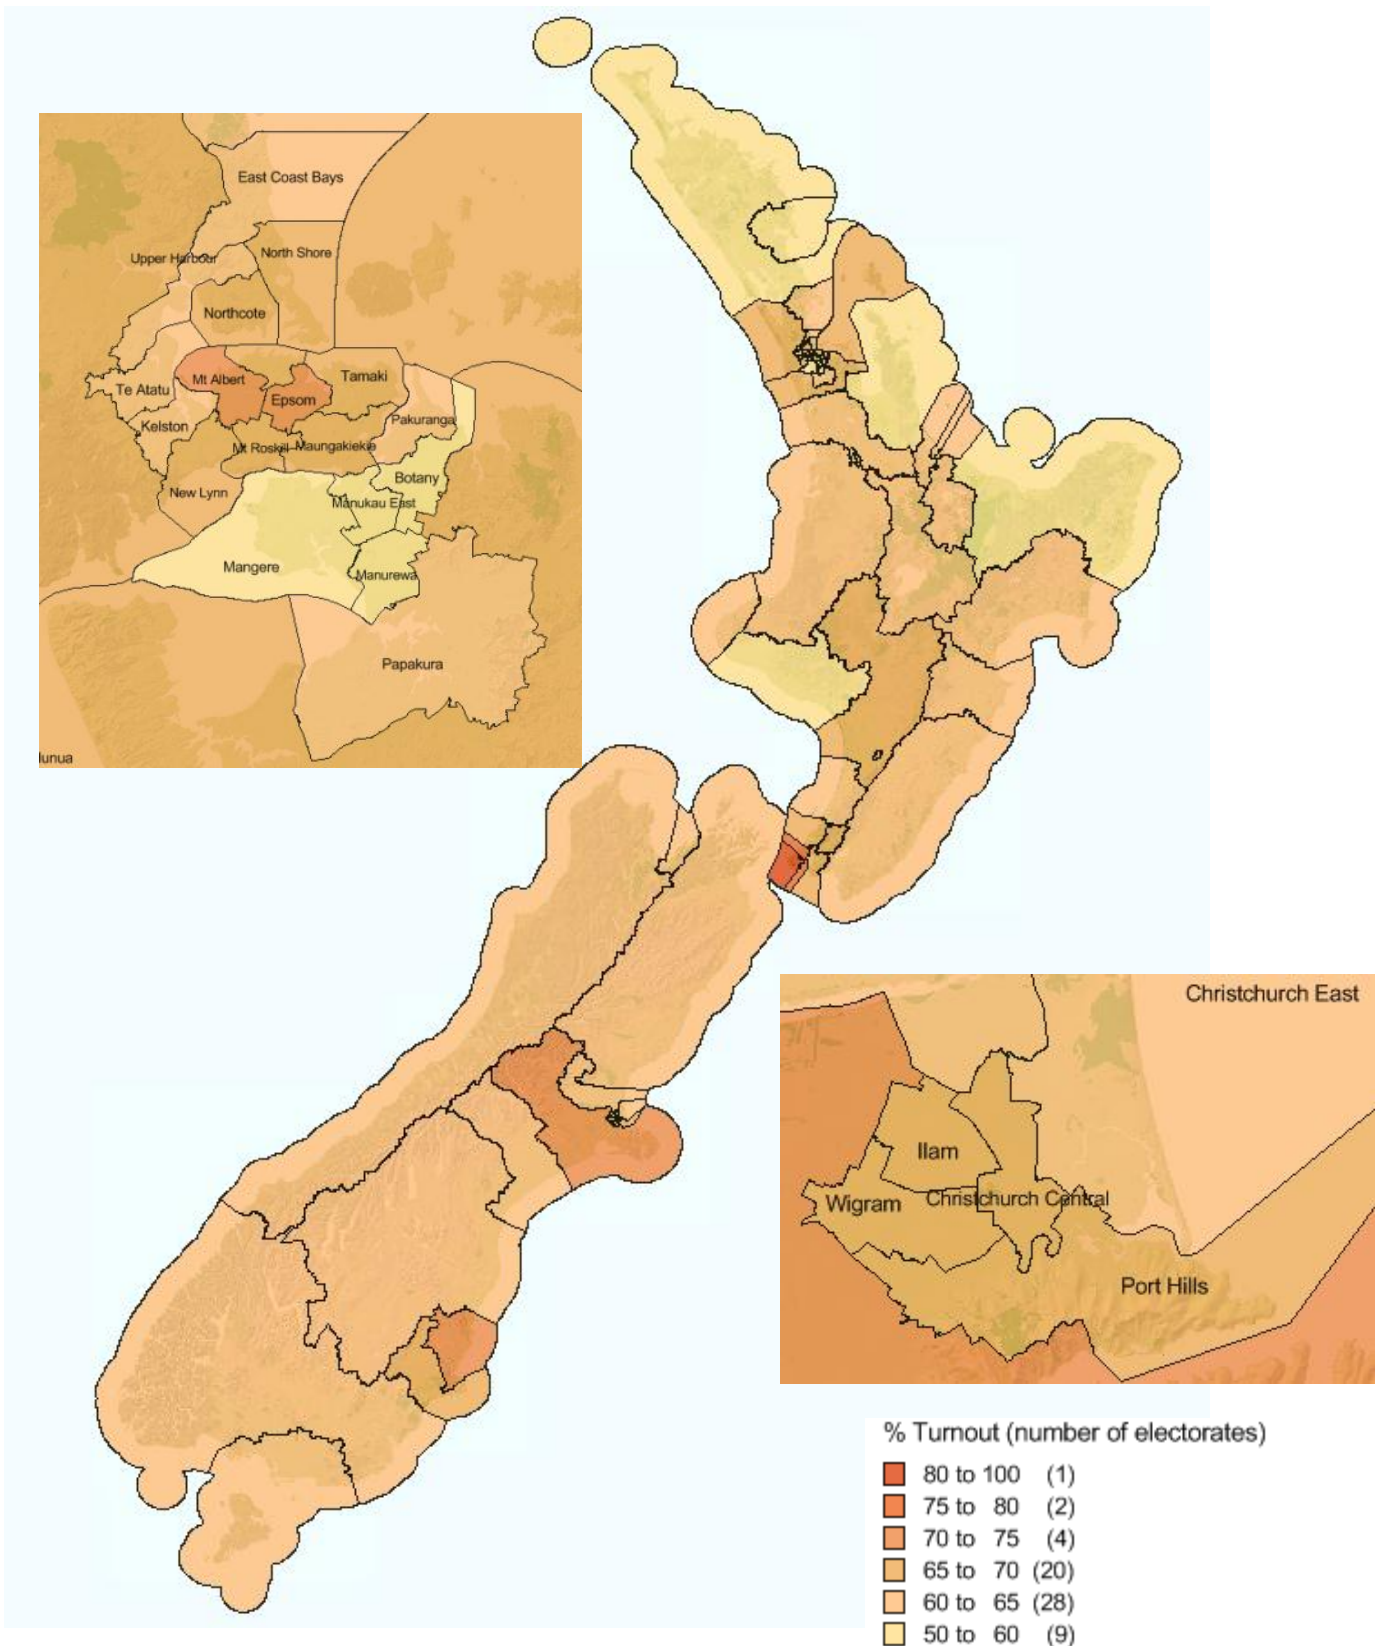 East Coast Bays
Upper Harbour
North Shore
Northcote
Mt Albert
Tamaki
Te Atatu
Epsom
Pakuranga
Kelston
Mt Roskill
Maungakiekie
Botany
New Lynn
Manukau East
Mangere
Manurewa
Papakura
lunua
Christchurch East
Ilam
Wigram
Christchurch Central
Port Hills
% Turnout (number of electorates)
80 to 100 (1)
75 to 80 (2)
70 to 75 (4)
65 to 70 (20)
60 to 65 (28)
50 to 60 (9)